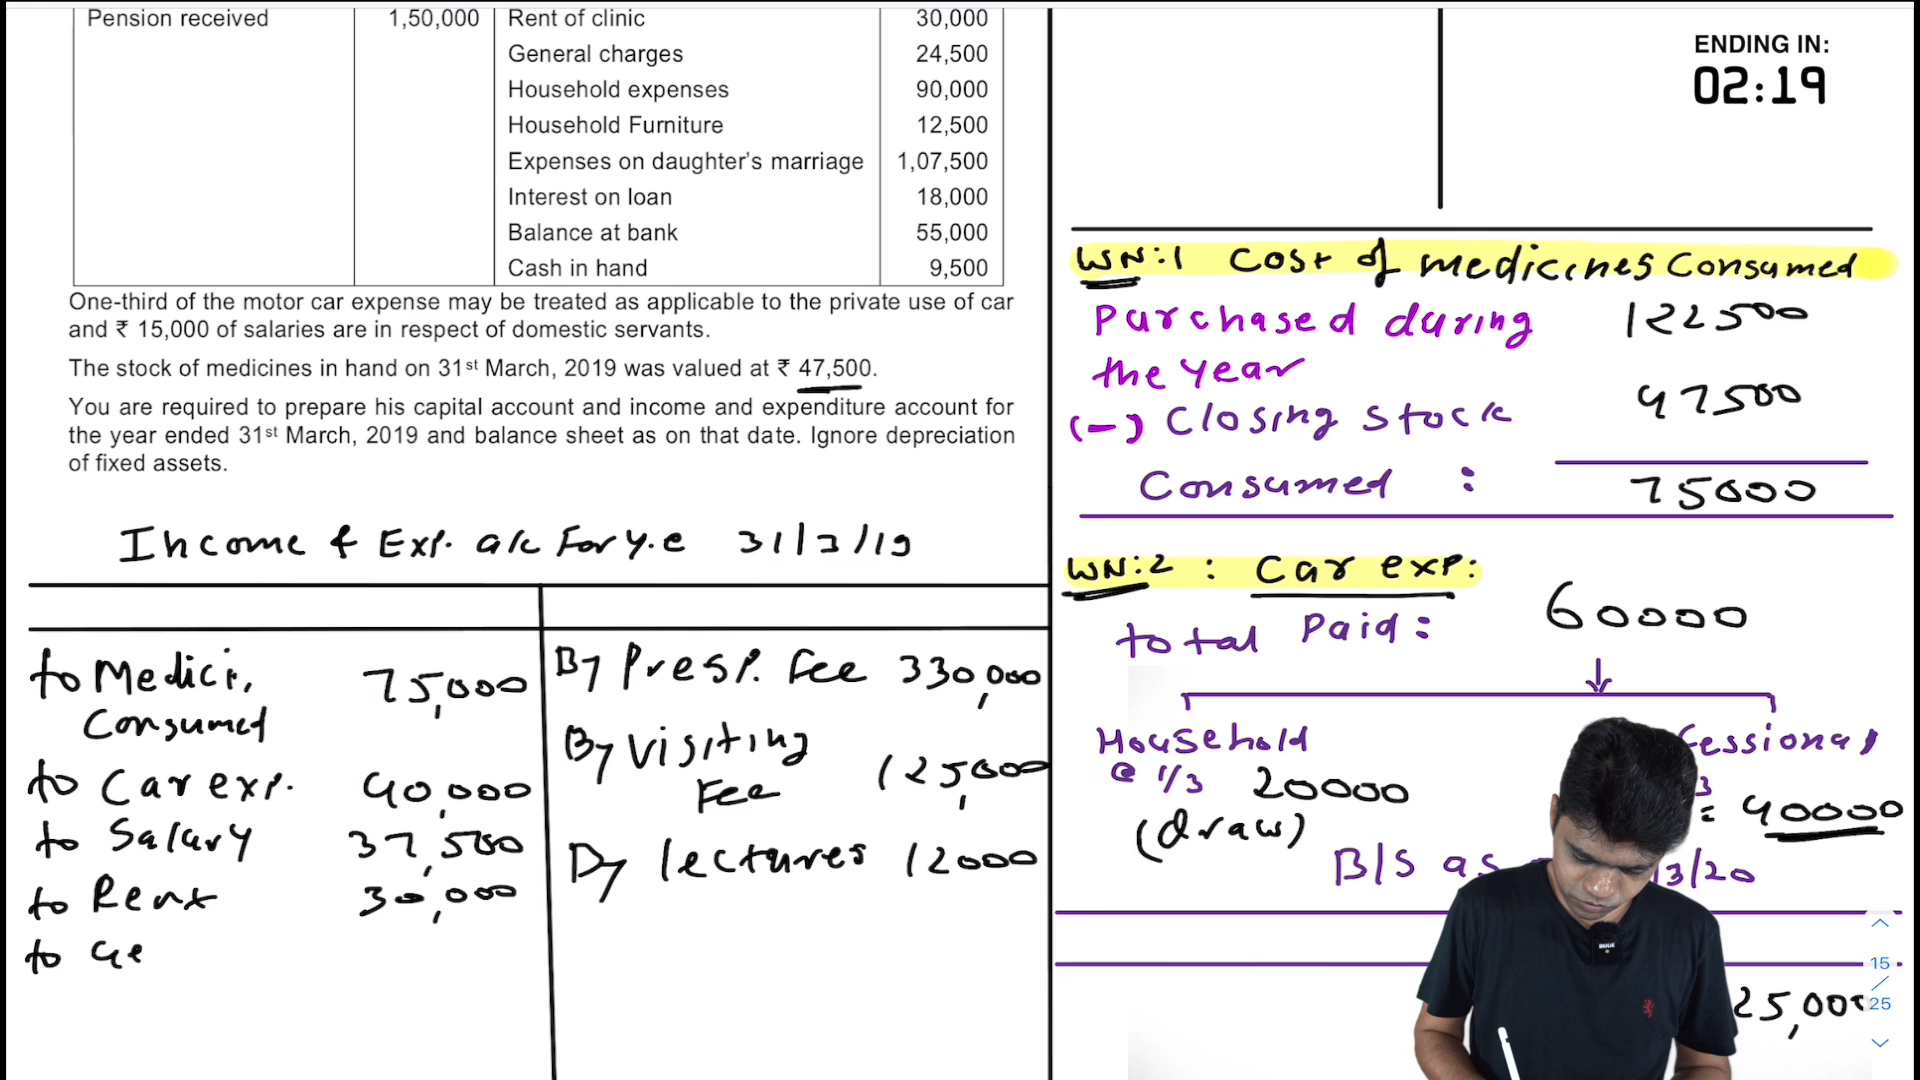 Pension received 1,50,000 Rent of clinic 30,000
General charges 24,500
Household expenses 90,000
Household Furniture 12,500
Expenses on daughter's marriage 1,07,500
Interest on loan 18,000
Balance at bank 55,000
Cash in hand 9,500
One-third of the motor car expense may be treated as applicable to the private use of car
and ₹ 15,000 of salaries are in respect of domestic servants.
The stock of medicines in hand on 31st March, 2019 was valued at ₹ 47,500.
You are required to prepare his capital account and income and expenditure account for
the year ended 31st March, 2019 and balance sheet as on that date. Ignore depreciation
of fixed assets.
Income & Exp. a/c For y.e 31/3/19
to Medici. 75,000
Consumed
to Car exp. 40,000
to Salary 37,500
to Rent 30,000
to Ge
By Presp. Fee 330,000
By Visiting
Fee 125,000
By lectures 12000
ENDING IN:
02:19
WN:1 Cost of medicines Consumed
Purchased during 122500
the Year
(-) Closing Stock 47500
Consumed : 75000
WN:2 : Car exp:
total Paid: 60000
Household fessional
@ 1/3 20000 3
(draw) = 40000
B/S as 3/20
15
/
25
25,000